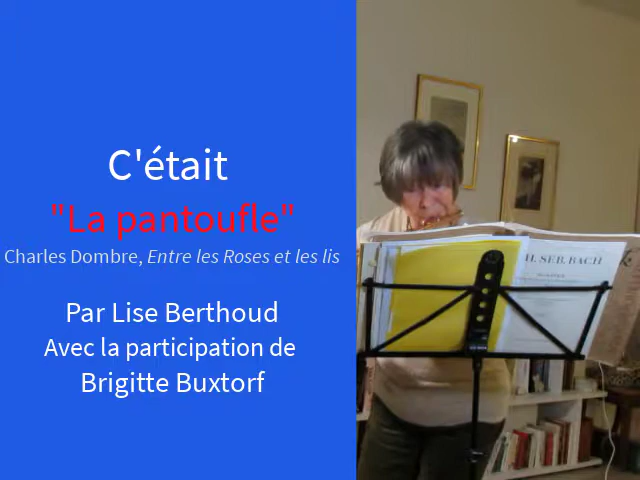 C'était
"La pantoufle"
Charles Dombre, Entre les Roses et les lis
Par Lise Berthoud
Avec la participation de
Brigitte Buxtorf
H. SEB. BACH